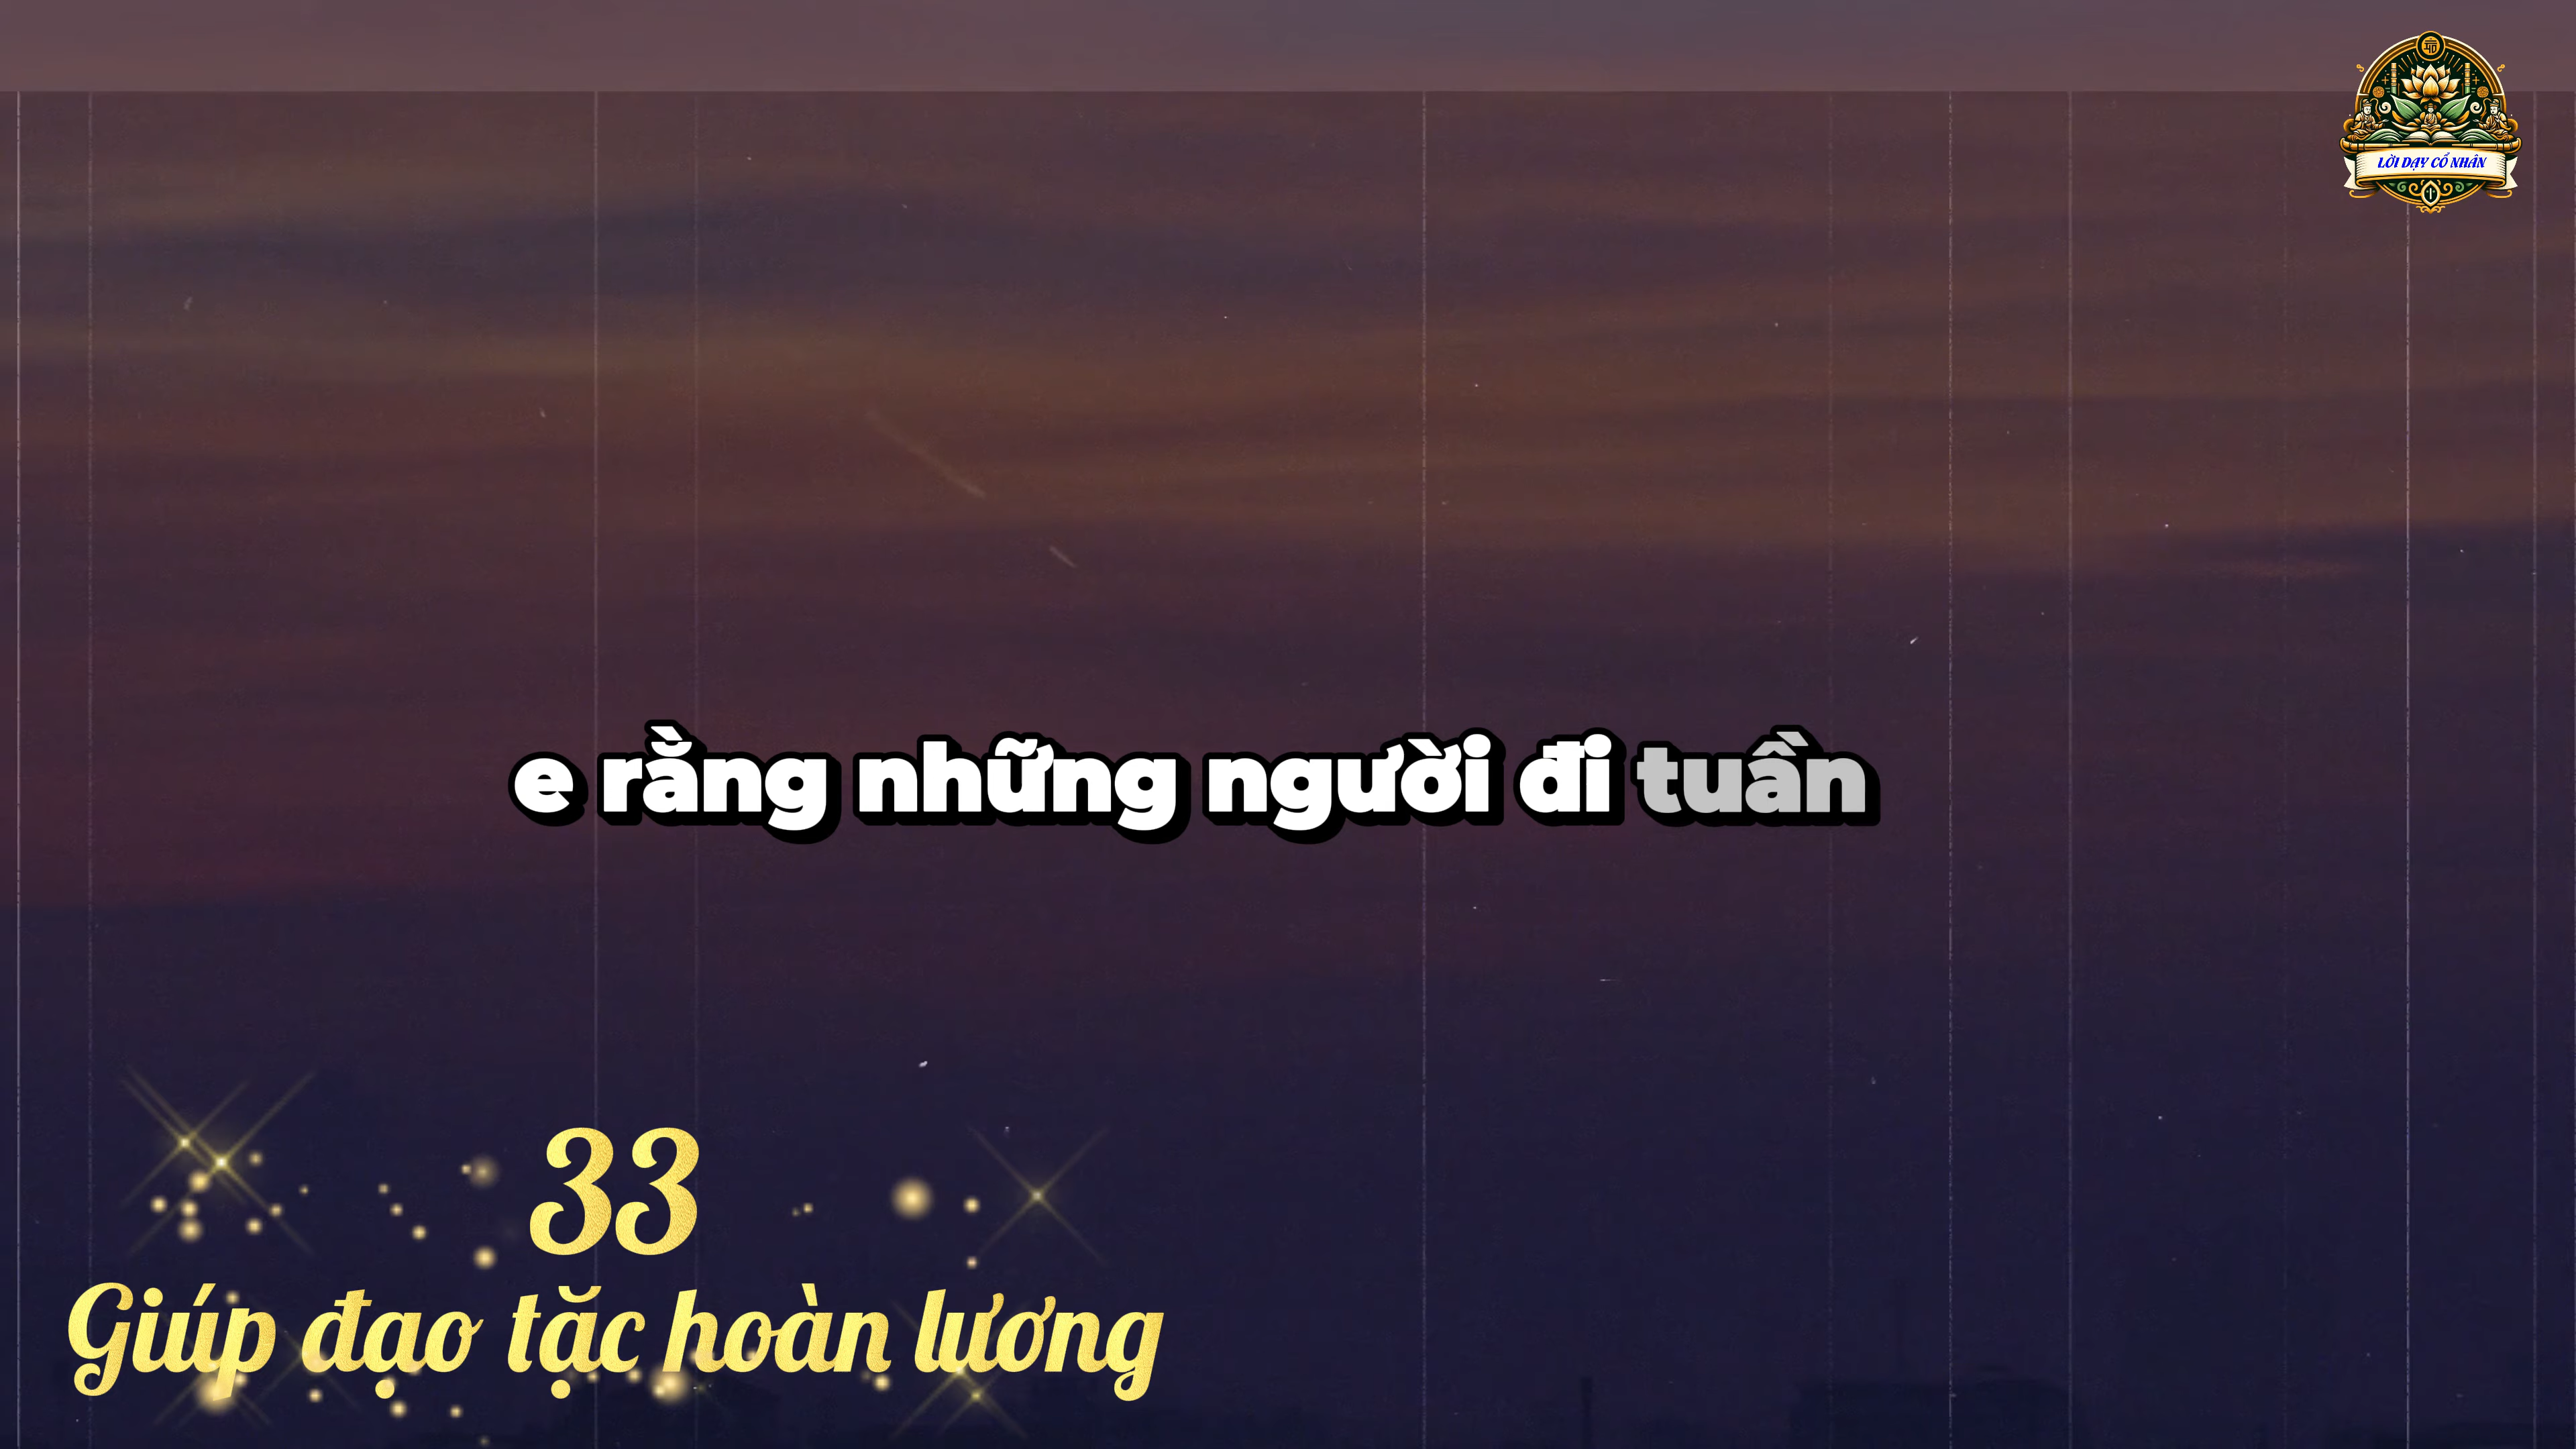 LỜI DẠY CỔ NHÂN
e rằng những người đi tuần
33
Giúp đạo tặc hoàn lương